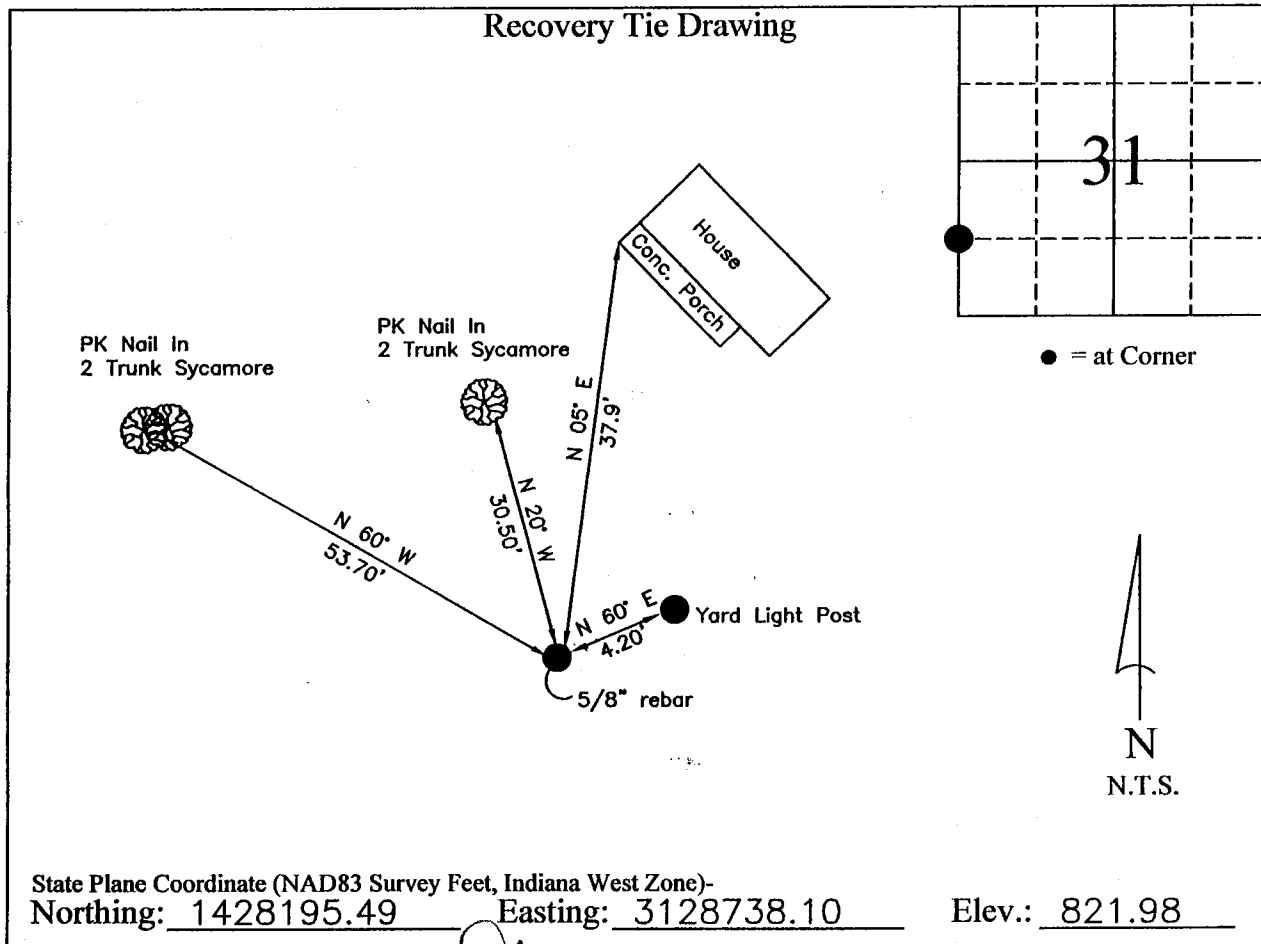 Recovery Tie Drawing
31
● = at Corner
House
Conc. Porch
PK Nail In
2 Trunk Sycamore
PK Nail In
2 Trunk Sycamore
N 60° W
53.70'
N 20° W
30.50'
N 05° E
37.9'
N 60° E
4.20'
Yard Light Post
5/8" rebar
N
N.T.S.
State Plane Coordinate (NAD83 Survey Feet, Indiana West Zone)-
Northing: 1428195.49 Easting: 3128738.10 Elev.: 821.98